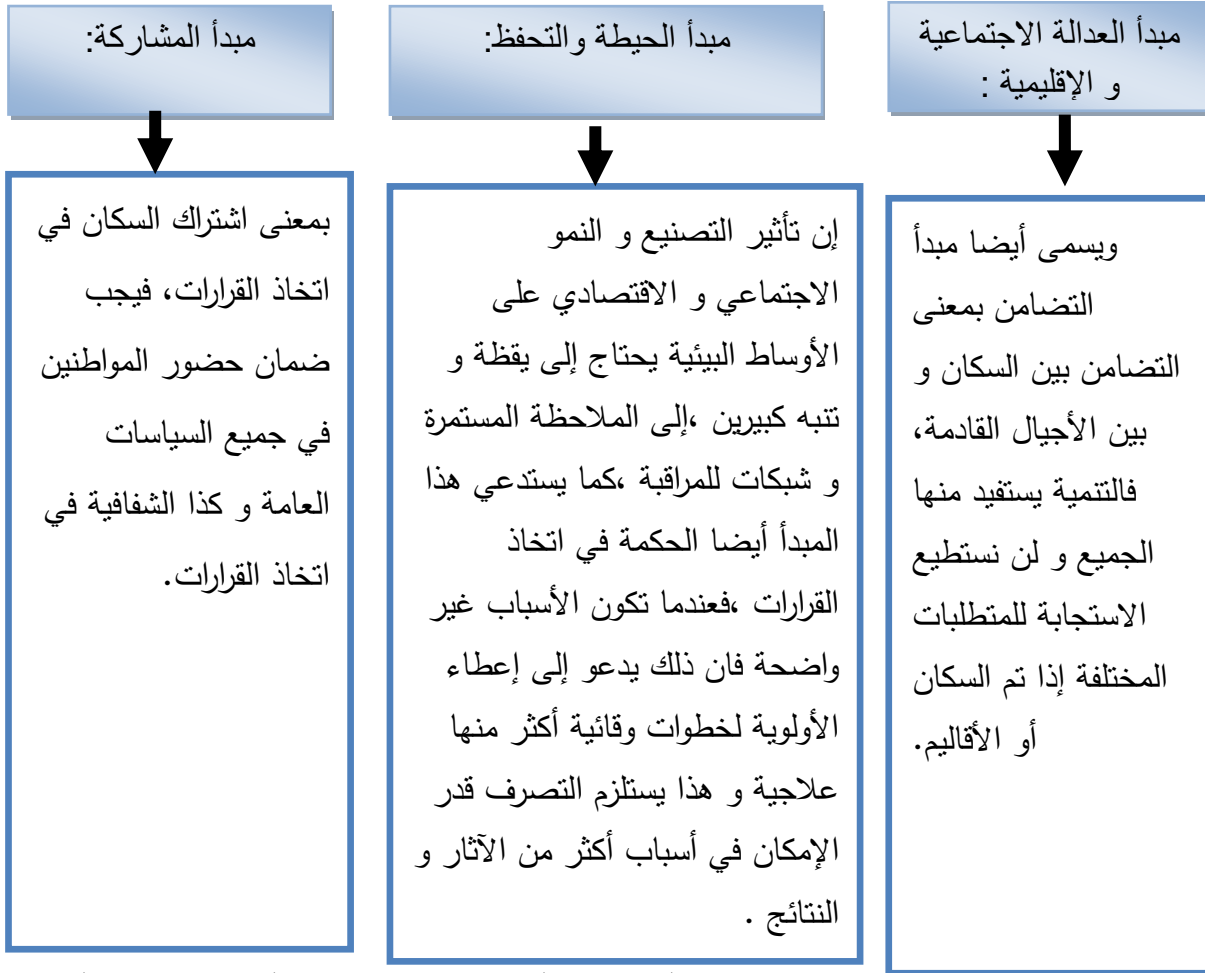 مبدأ العدالة الاجتماعية
و الإقليمية :
ويسمى أيضا مبدأ
التضامن بمعنى
التضامن بين السكان و
بين الأجيال القادمة،
فالتنمية يستفيد منها
الجميع و لن نستطيع
الاستجابة للمتطلبات
المختلفة إذا تم السكان
أو الأقاليم.
مبدأ الحيطة والتحفظ:
إن تأثير التصنيع و النمو
الاجتماعي و الاقتصادي على
الأوساط البيئية يحتاج إلى يقظة و
تنبه كبيرين ،إلى الملاحظة المستمرة
و شبكات للمراقبة ،كما يستدعي هذا
المبدأ أيضا الحكمة في اتخاذ
القرارات ،فعندما تكون الأسباب غير
واضحة فان ذلك يدعو إلى إعطاء
الأولوية لخطوات وقائية أكثر منها
علاجية و هذا يستلزم التصرف قدر
الإمكان في أسباب أكثر من الآثار و
النتائج .
مبدأ المشاركة:
بمعنى اشتراك السكان في
اتخاذ القرارات، فيجب
ضمان حضور المواطنين
في جميع السياسات
العامة و كذا الشفافية في
اتخاذ القرارات.